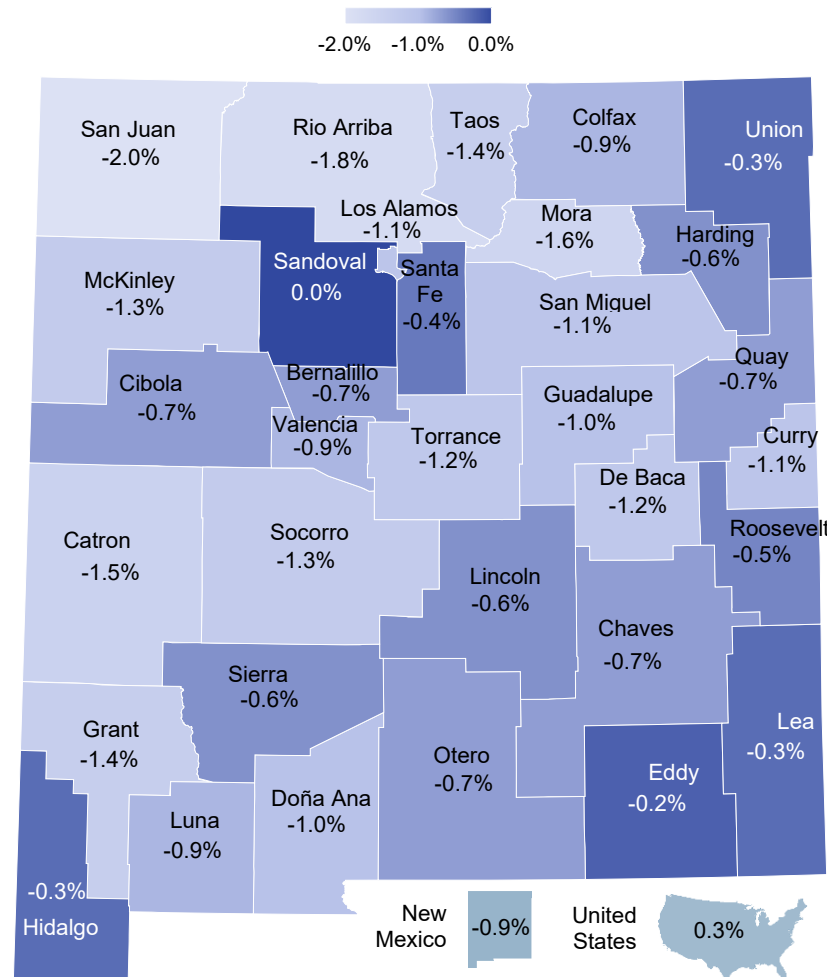 -2.0% -1.0% 0.0%
San Juan
-2.0%
Rio Arriba
-1.8%
Taos
-1.4%
Colfax
-0.9%
Union
-0.3%
Los Alamos
-1.1%
Mora
-1.6%
Harding
-0.6%
McKinley
-1.3%
Sandoval
0.0%
Santa
Fe
-0.4%
San Miguel
-1.1%
Quay
-0.7%
Cibola
-0.7%
Bernalillo
-0.7%
Valencia
-0.9%
Torrance
-1.2%
Guadalupe
-1.0%
Curry
-1.1%
De Baca
-1.2%
Roosevelt
-0.5%
Catron
-1.5%
Socorro
-1.3%
Lincoln
-0.6%
Chaves
-0.7%
Sierra
-0.6%
Grant
-1.4%
Otero
-0.7%
Lea
-0.3%
Eddy
-0.2%
Luna
-0.9%
Doña Ana
-1.0%
-0.3%
Hidalgo
New
Mexico
-0.9%
United
States
0.3%